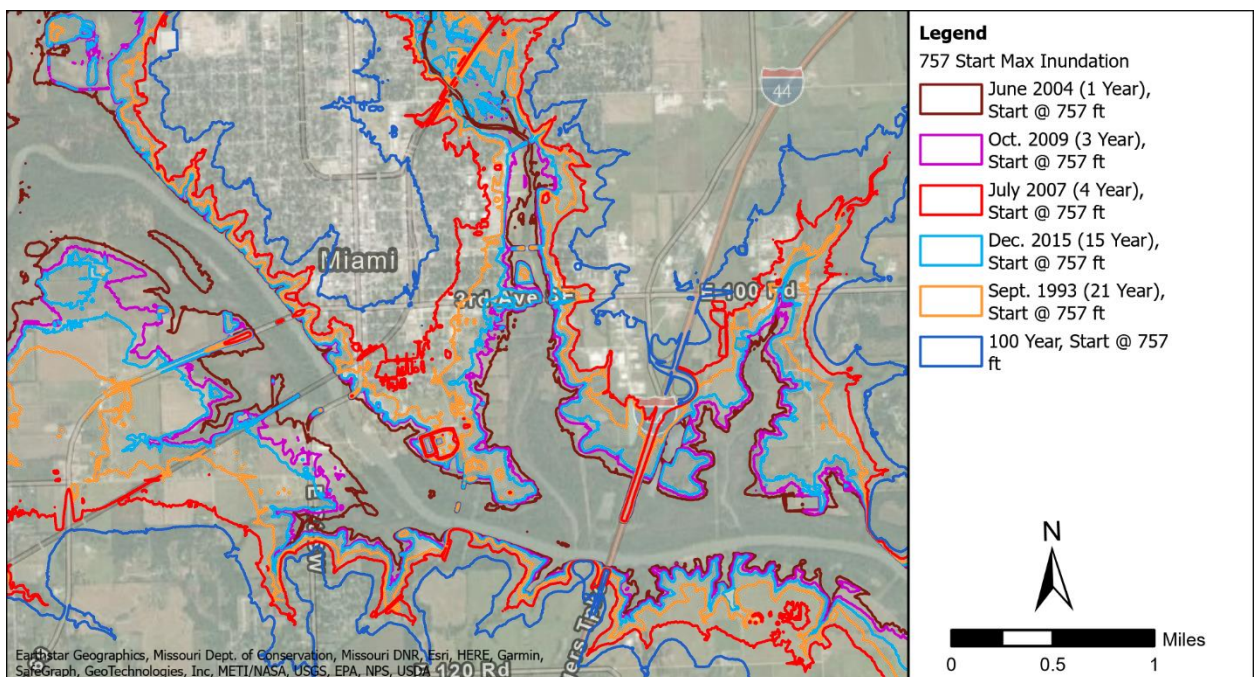 Legend
757 Start Max Inundation
June 2004 (1 Year),
Start @ 757 ft
Oct. 2009 (3 Year),
Start @ 757 ft
July 2007 (4 Year),
Start @ 757 ft
Dec. 2015 (15 Year),
Start @ 757 ft
Sept. 1993 (21 Year),
Start @ 757 ft
100 Year, Start @ 757
ft
44
Miami
3rd Ave SE
E 100 Rd
120 Rd
N
Miles
0 0.5 1
Earthstar Geographics, Missouri Dept. of Conservation, Missouri DNR, Esri, HERE, Garmin,
SafeGraph, GeoTechnologies, Inc, METI/NASA, USGS, EPA, NPS, USDA